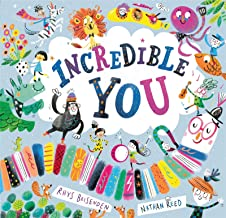 INCREDIBLE
YOU
RHYS BRISENDEN
NATHAN REED